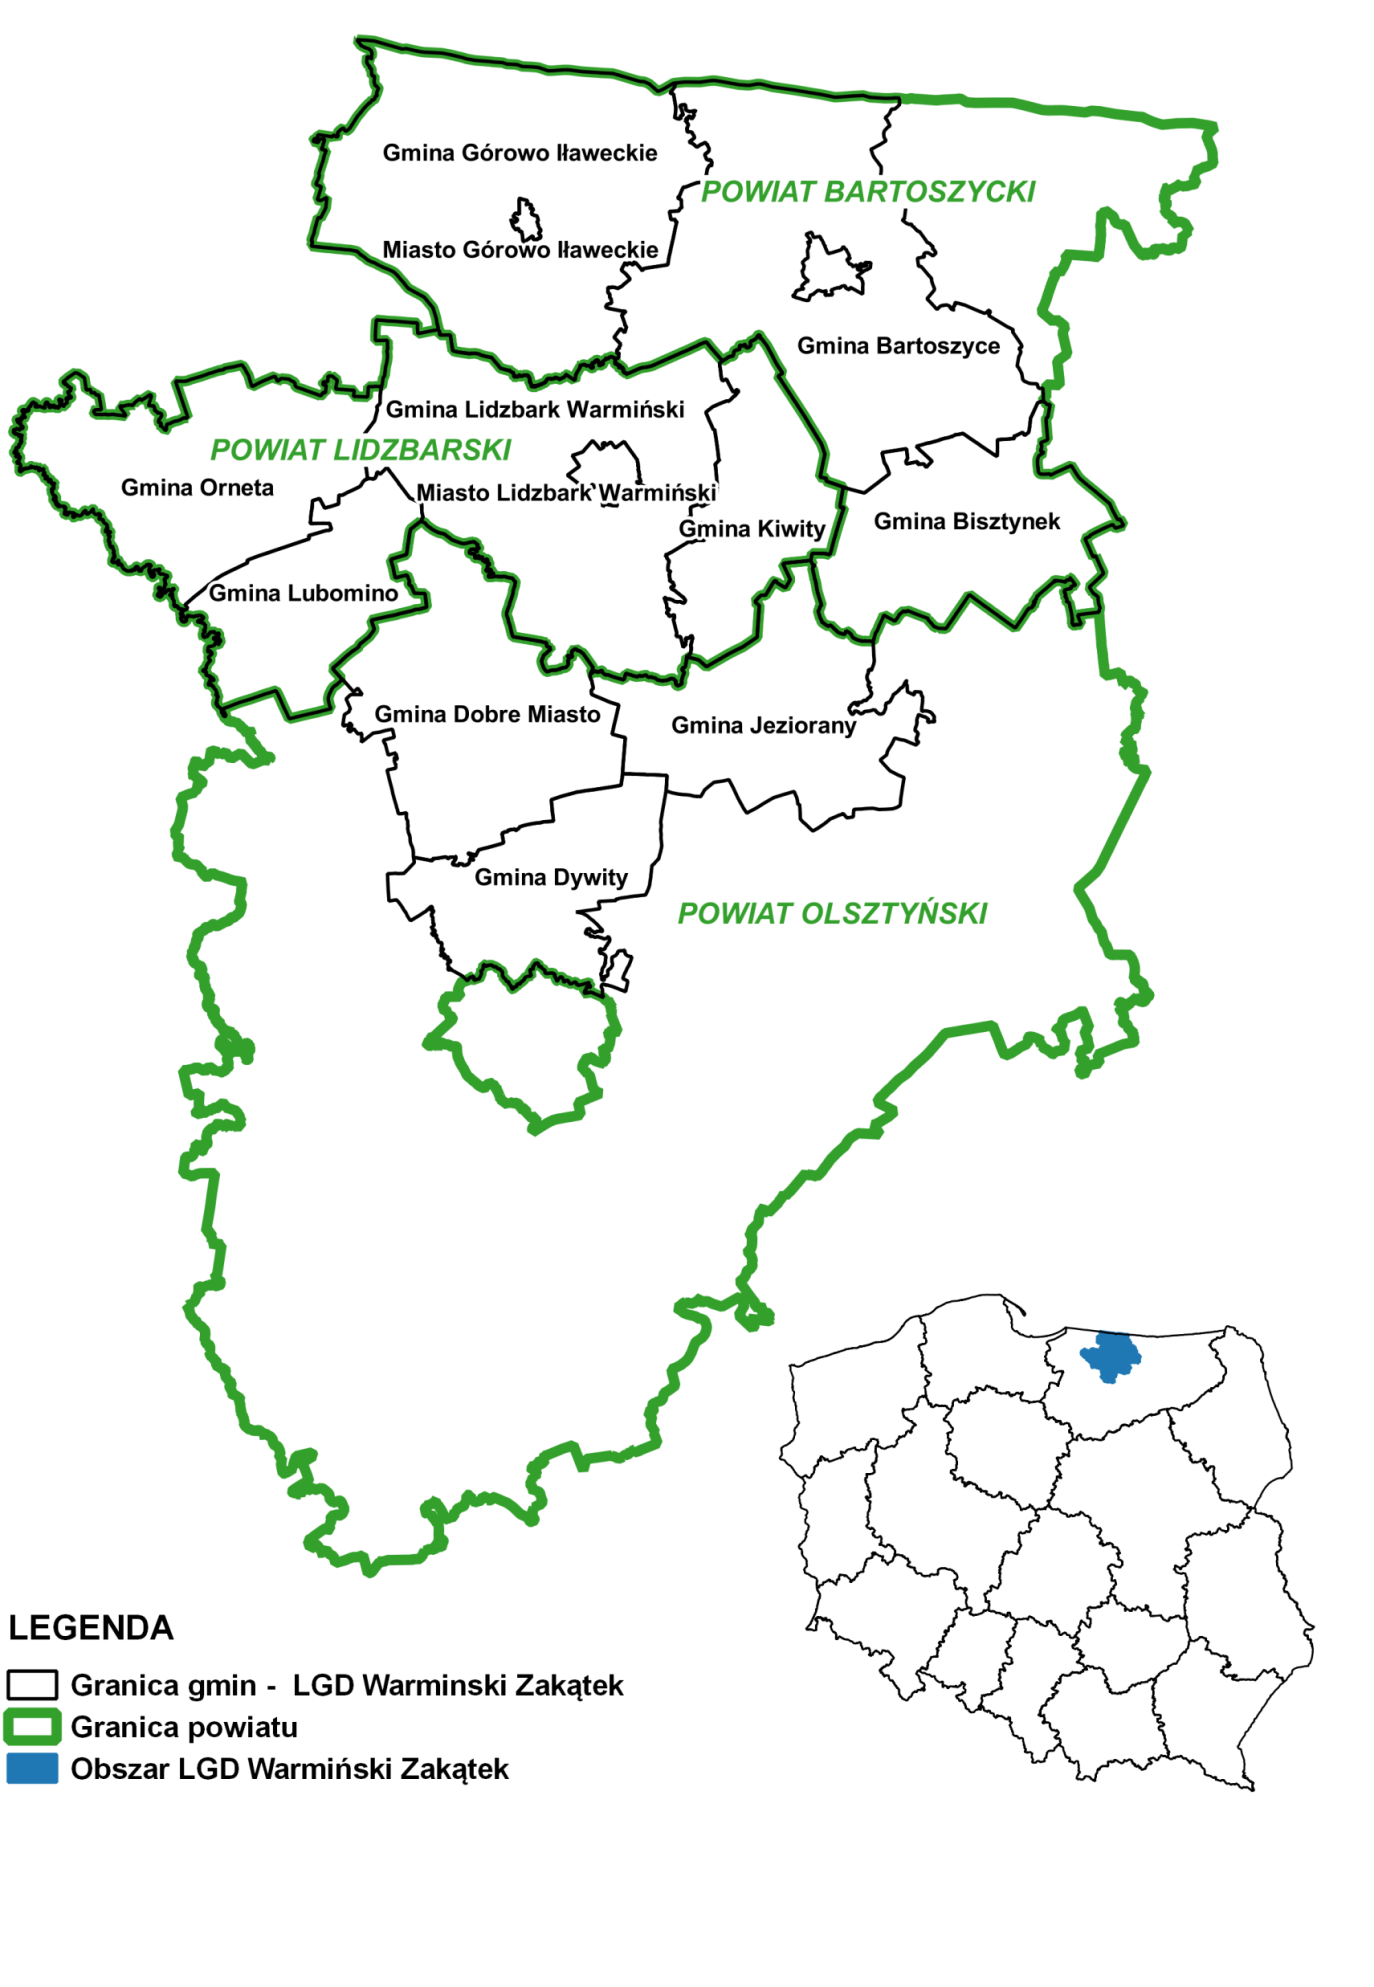 Gmina Górowo Iławeckie
POWIAT BARTOSZYCKI
Miasto Górowo Iławeckie
Gmina Bartoszyce
Gmina Lidzbark Warmiński
POWIAT LIDZBARSKI
Gmina Orneta
Miasto Lidzbark Warmiński
Gmina Bisztynek
Gmina Kiwity
Gmina Lubomino
Gmina Dobre Miasto
Gmina Jeziorany
Gmina Dywity
POWIAT OLSZTYŃSKI
LEGENDA
Granica gmin - LGD Warminski Zakątek
Granica powiatu
Obszar LGD Warmiński Zakątek